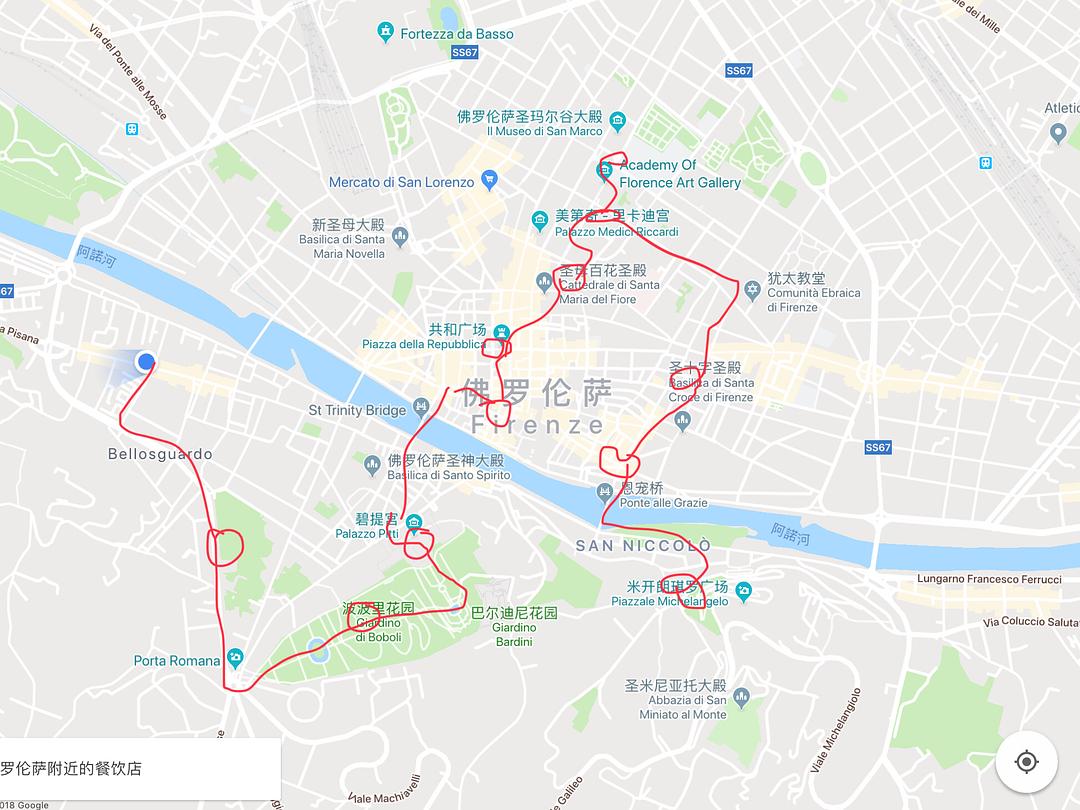 Via del Ponte alle Mosse
Fortezza da Basso
SS67
SS67
ale dei Mille
佛罗伦萨圣玛尔谷大殿
Il Museo di San Marco
Atletic
Academy Of
Florence Art Gallery
Mercato di San Lorenzo
新圣母大殿
Basilica di Santa
Maria Novella
美第奇 - 里卡迪宫
Palazzo Medici Riccardi
阿諾河
圣母百花圣殿
Cattedrale di Santa
Maria del Fiore
犹太教堂
Comunità Ebraica
di Firenze
67
a Pisana
共和广场
Piazza della Repubblica
圣十字圣殿
Basilica di Santa
Croce di Firenze
佛罗伦萨
Firenze
St Trinity Bridge
SS67
Bellosguardo
佛罗伦萨圣神大殿
Basilica di Santo Spirito
恩宠桥
Ponte alle Grazie
碧提宫
Palazzo Pitti
阿諾河
SAN NICCOLÒ
Lungarno Francesco Ferrucci
米开朗琪罗广场
Piazzale Michelangelo
波波里花园
Giardino
di Boboli
巴尔迪尼花园
Giardino
Bardini
Via Coluccio Salutat
Porta Romana
圣米尼亚托大殿
Abbazia di San
Miniato al Monte
Viale Michelangiolo
罗伦萨附近的餐饮店
Viale Machiavelli
e Galileo
018 Google